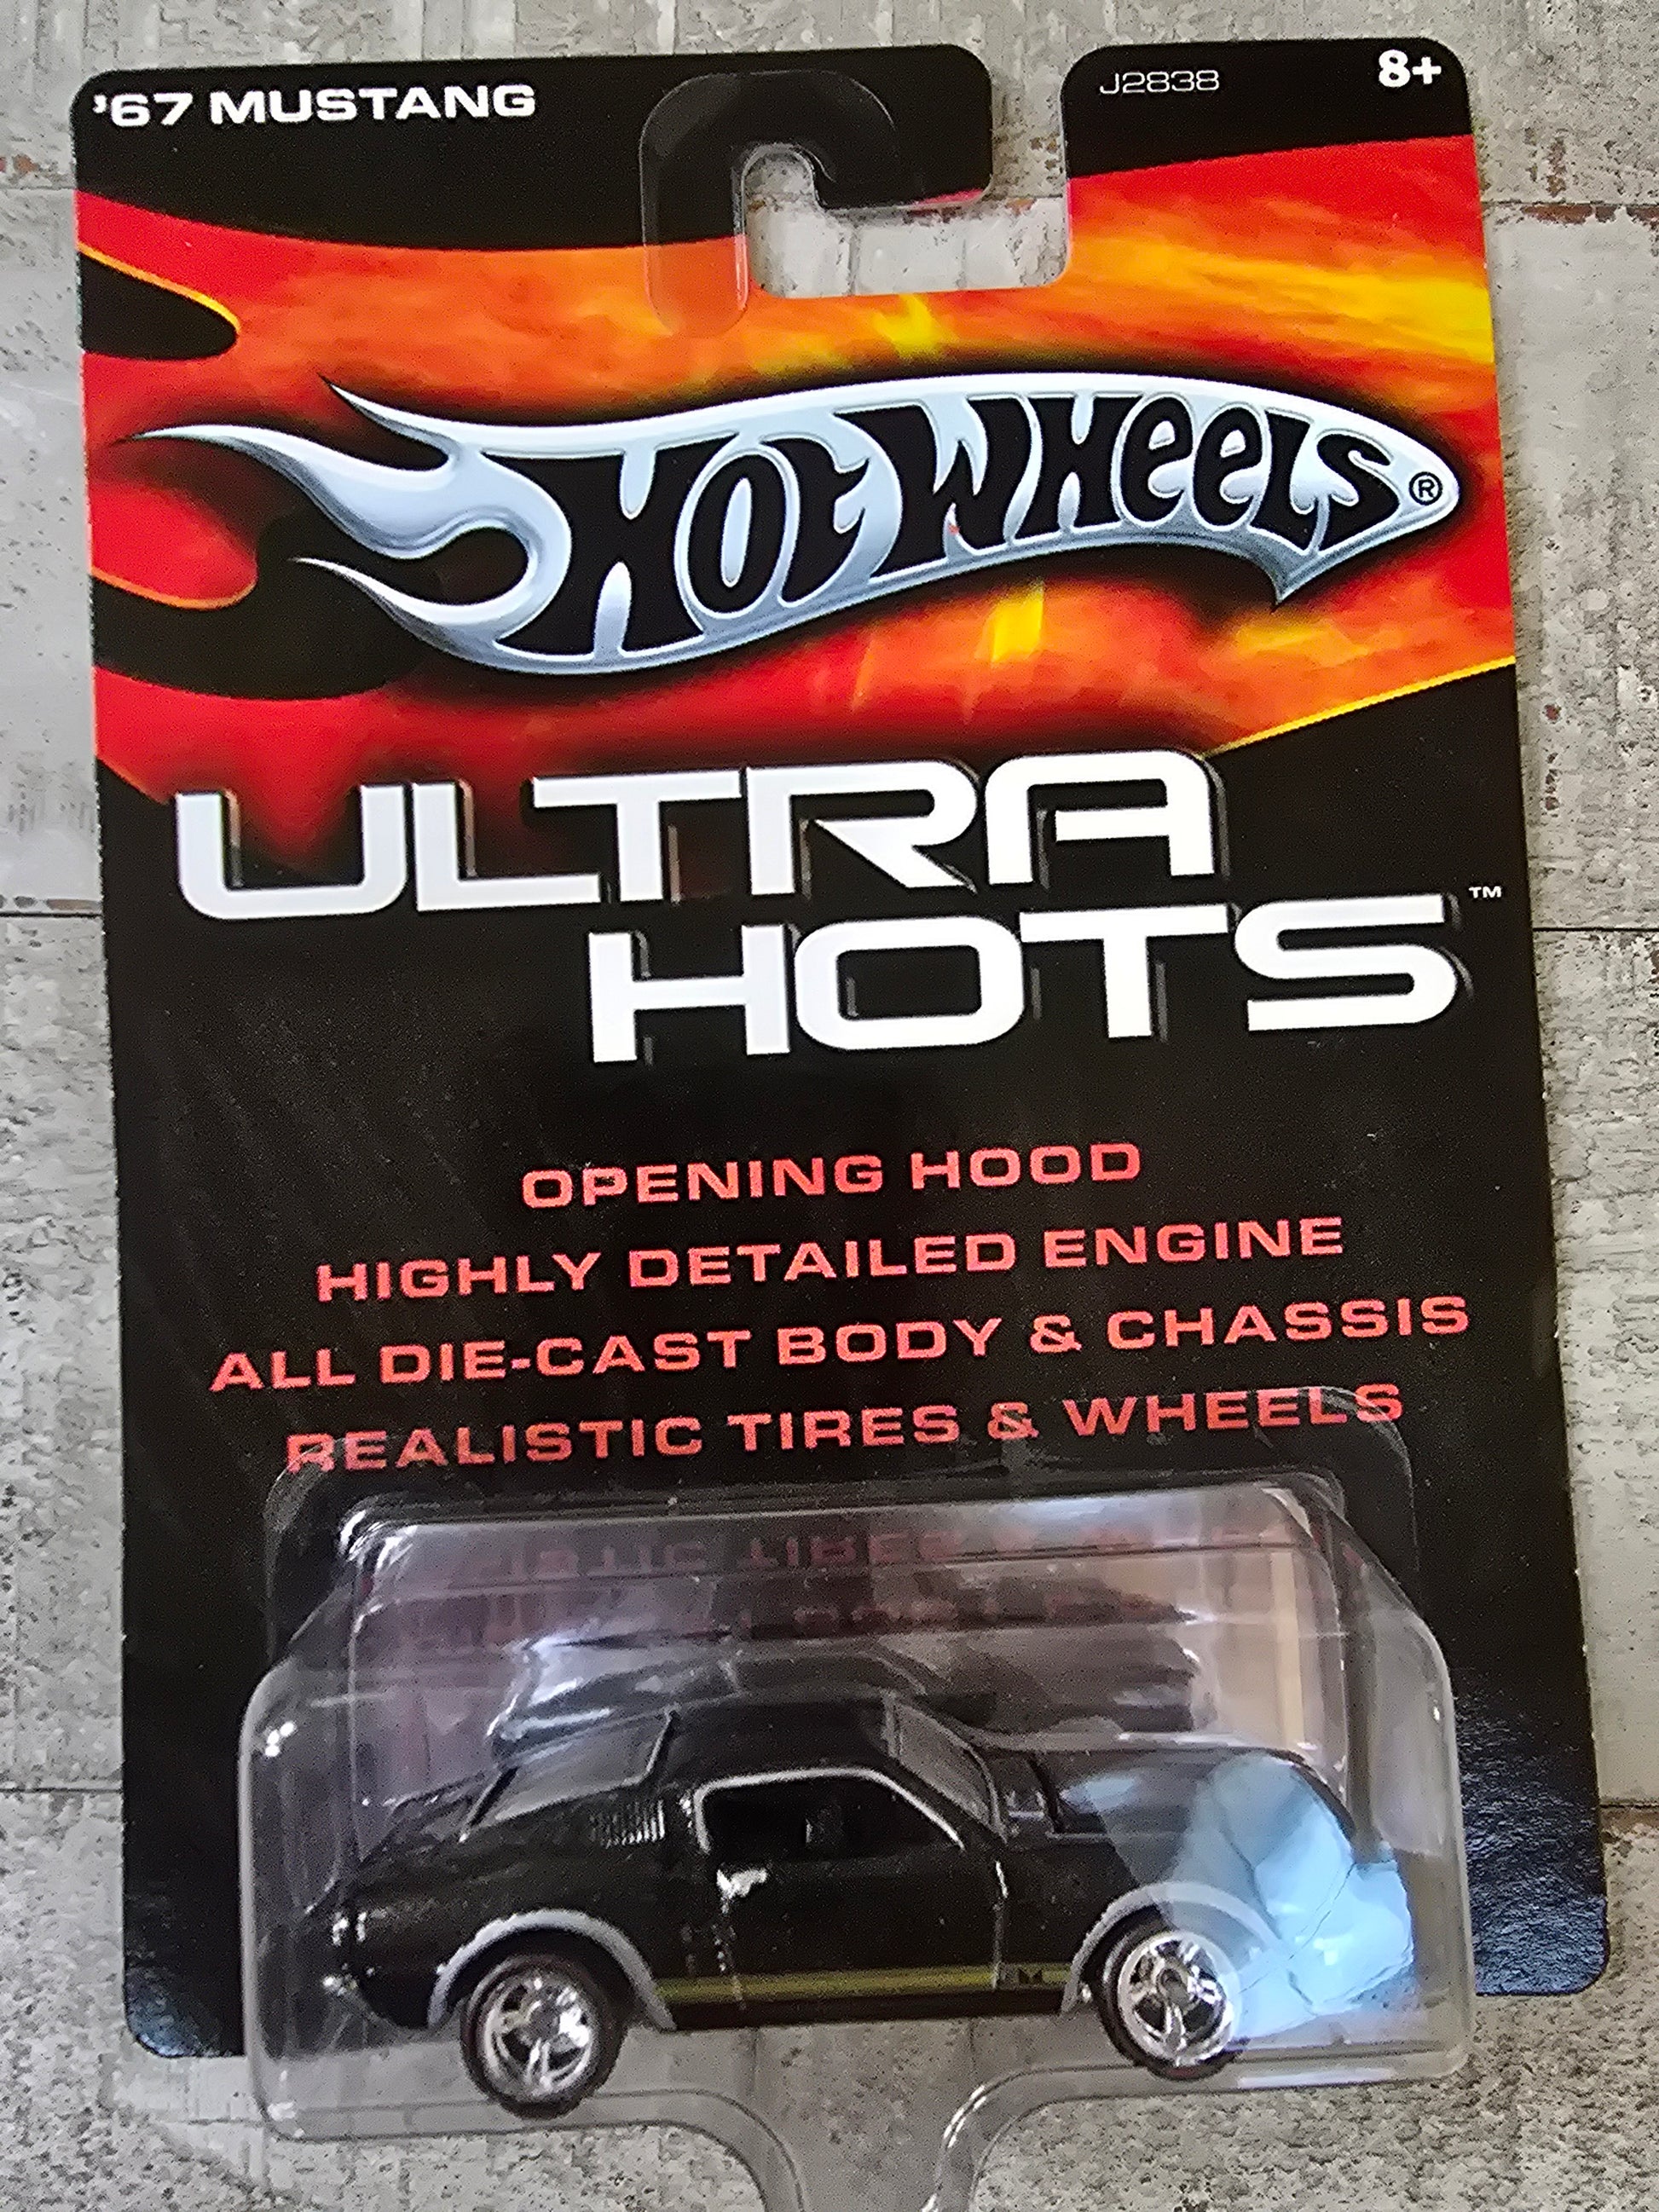 '67 MUSTANG
J2838
8+
HOT WHEELS®
ULTRA
HOTS™
OPENING HOOD
HIGHLY DETAILED ENGINE
ALL DIE-CAST BODY & CHASSIS
REALISTIC TIRES & WHEELS